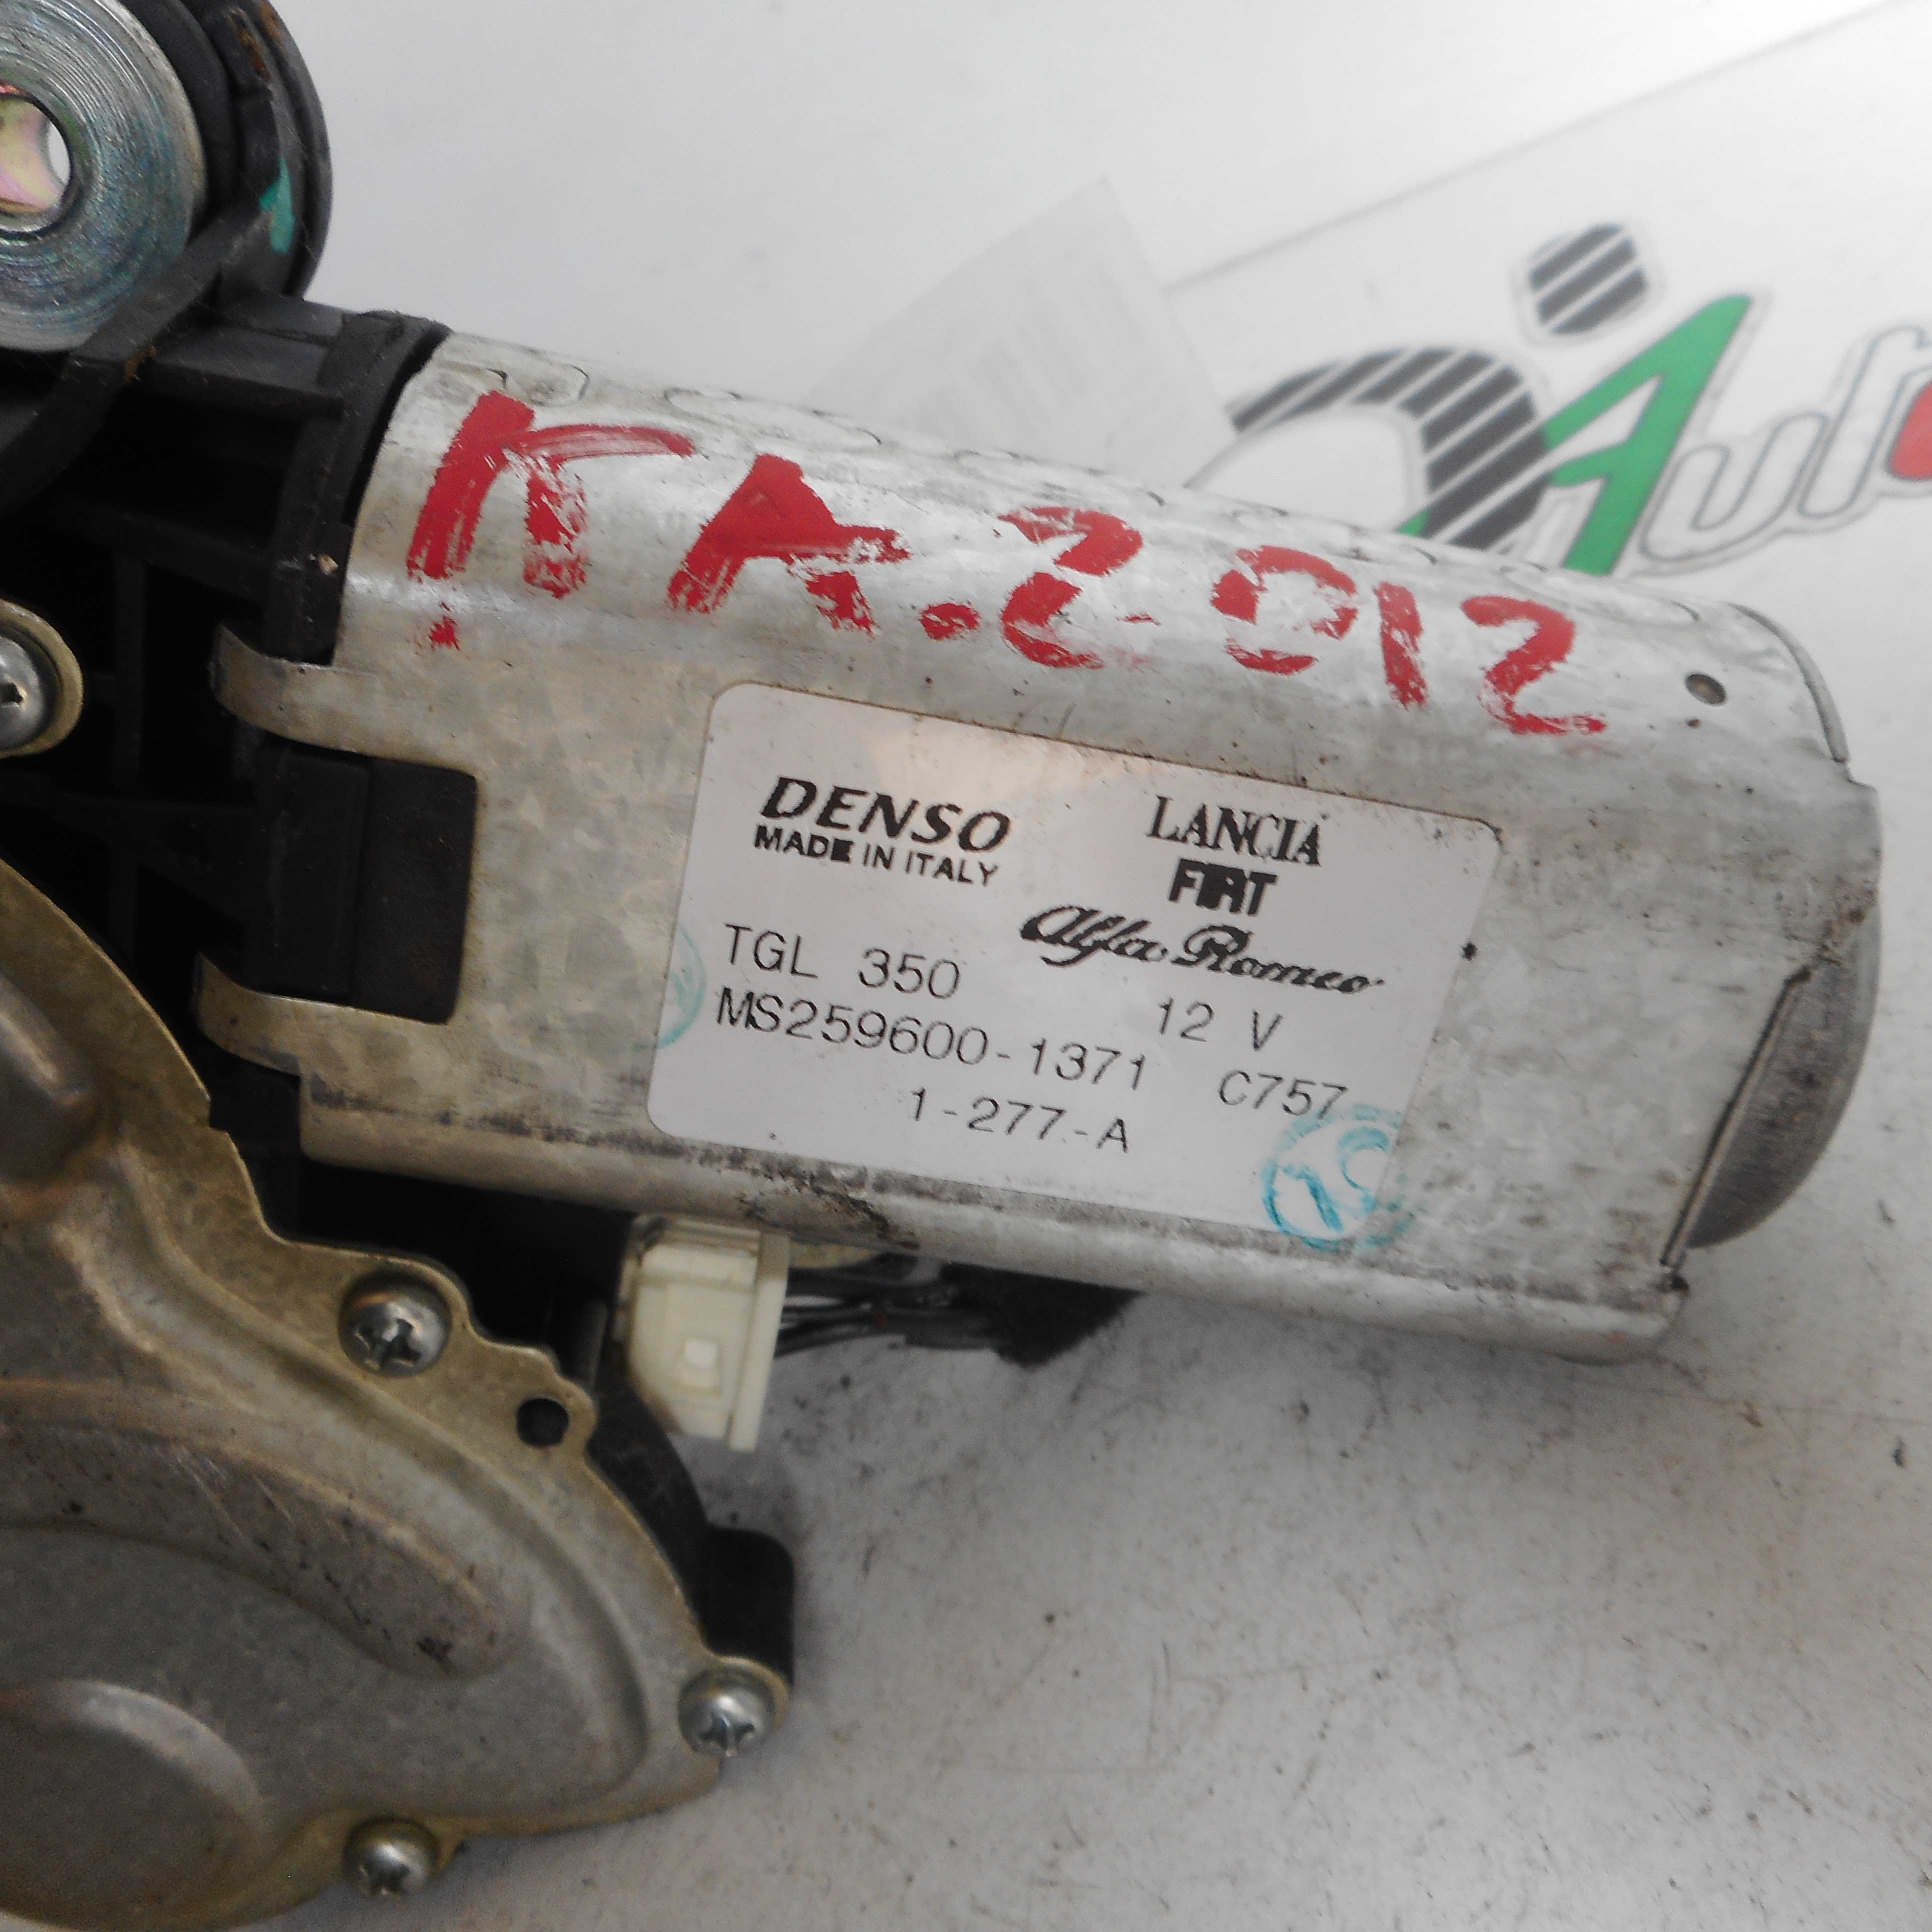 KA.2012
DENSO
MADE IN ITALY
LANCIA
FIAT
Alfa Romeo
TGL 350
12 V
MS259600-1371 C757
1-277-A